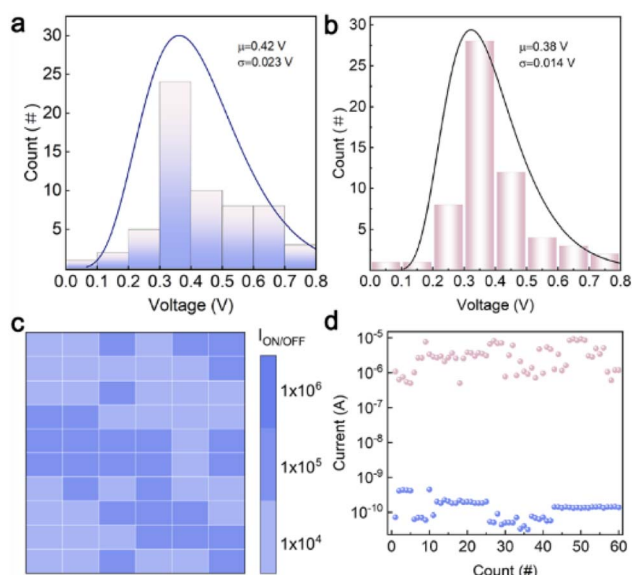 a
μ=0.42 V
σ=0.023 V
Count (#)
30
25
20
15
10
5
0.0 0.1 0.2 0.3 0.4 0.5 0.6 0.7 0.8
Voltage (V)
b
μ=0.38 V
σ=0.014 V
Count (#)
30
25
20
15
10
5
0.0 0.1 0.2 0.3 0.4 0.5 0.6 0.7 0.8
Voltage (V)
c
I_ON/OFF
1x10⁶
1x10⁵
1x10⁴
d
Current (A)
10⁻⁵
10⁻⁶
10⁻⁷
10⁻⁸
10⁻⁹
10⁻¹⁰
0 10 20 30 40 50 60
Count (#)